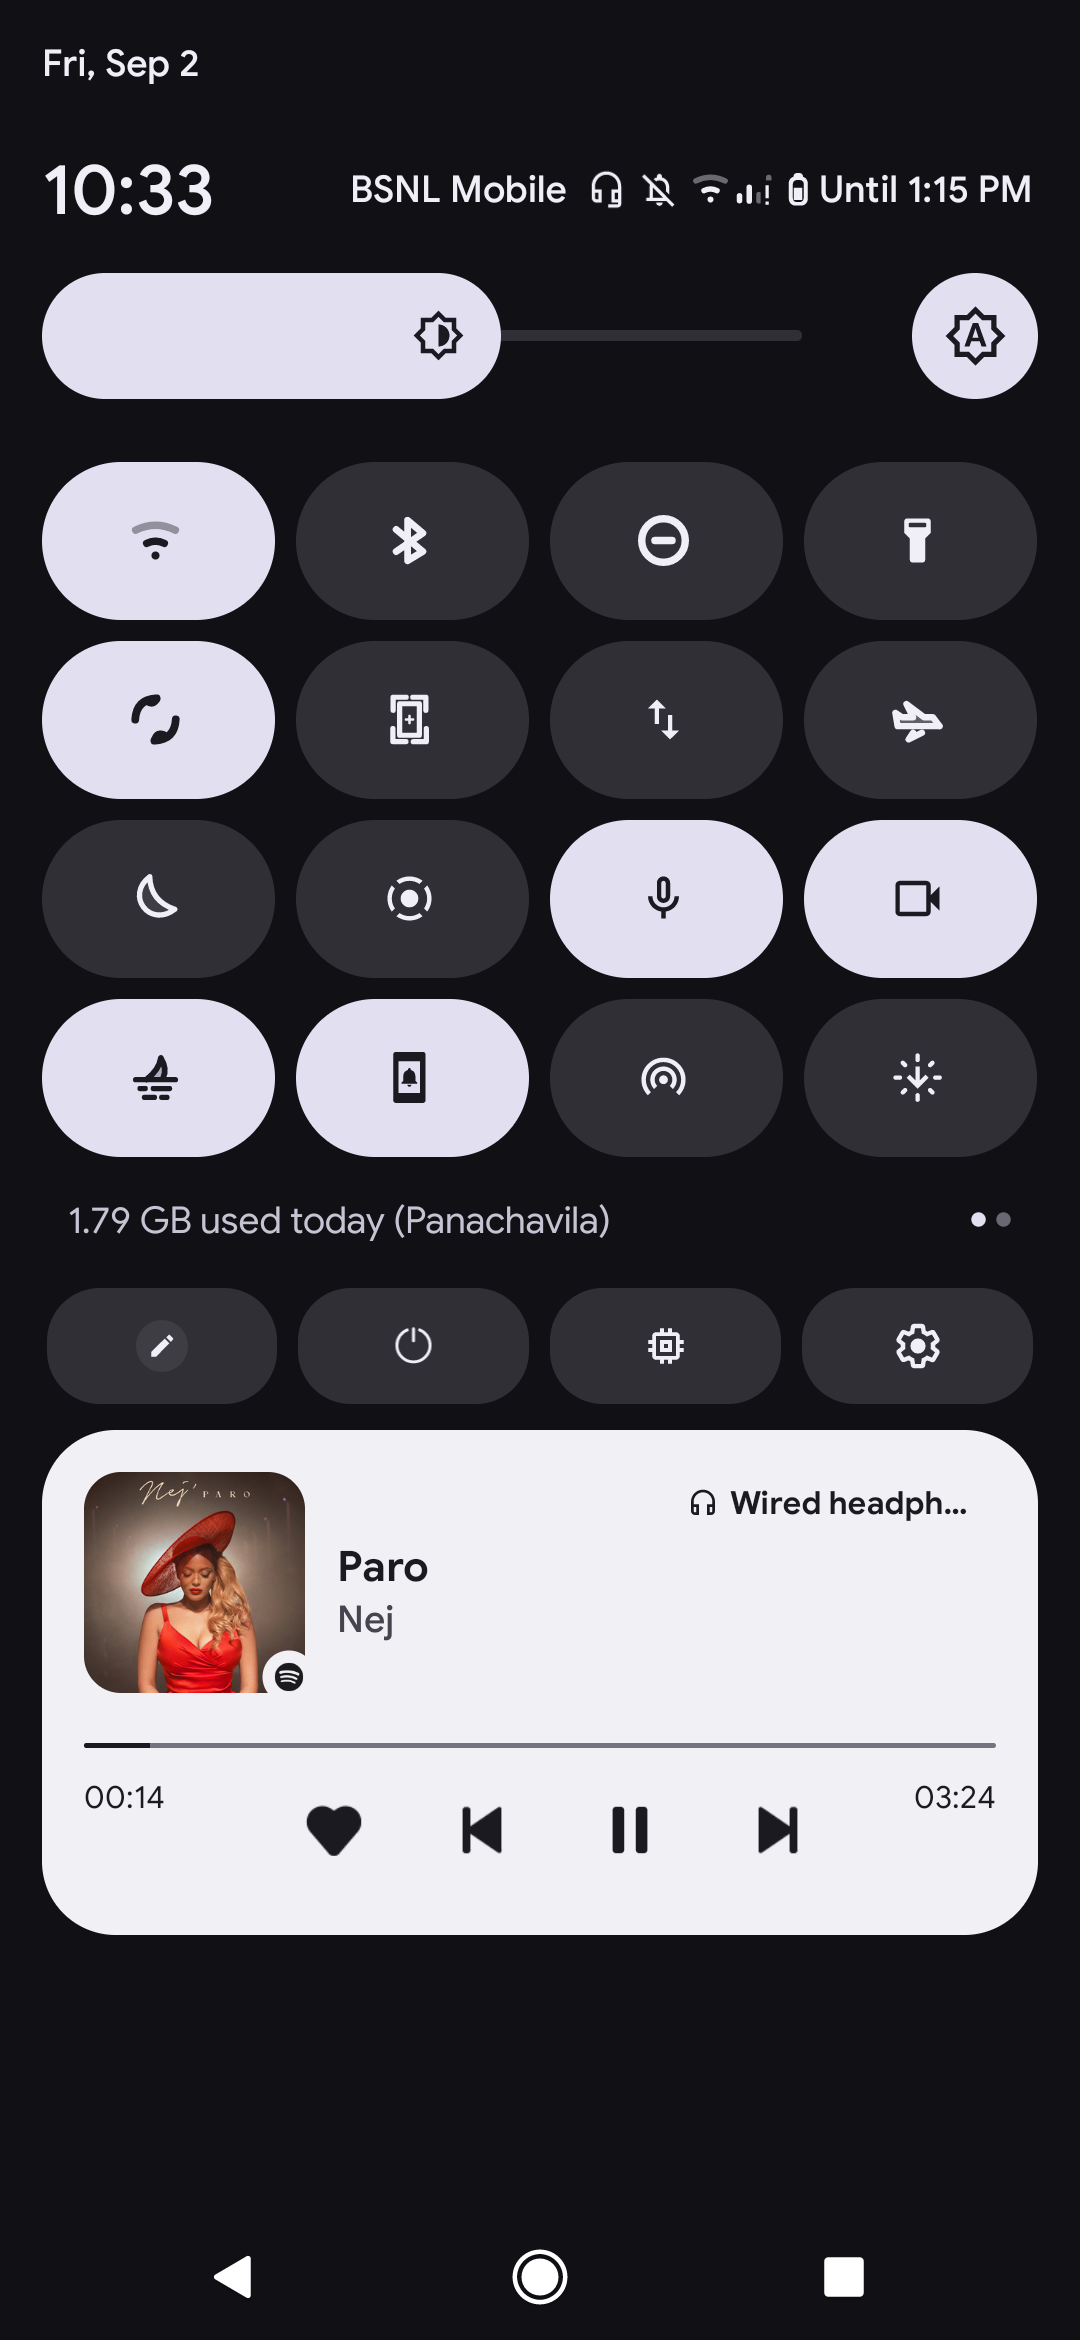 Fri, Sep 2
10:33
BSNL Mobile
Until 1:15 PM
A
1.79 GB used today (Panachavila)
Nej' PARO
Wired headph...
Paro
Nej
00:14
03:24